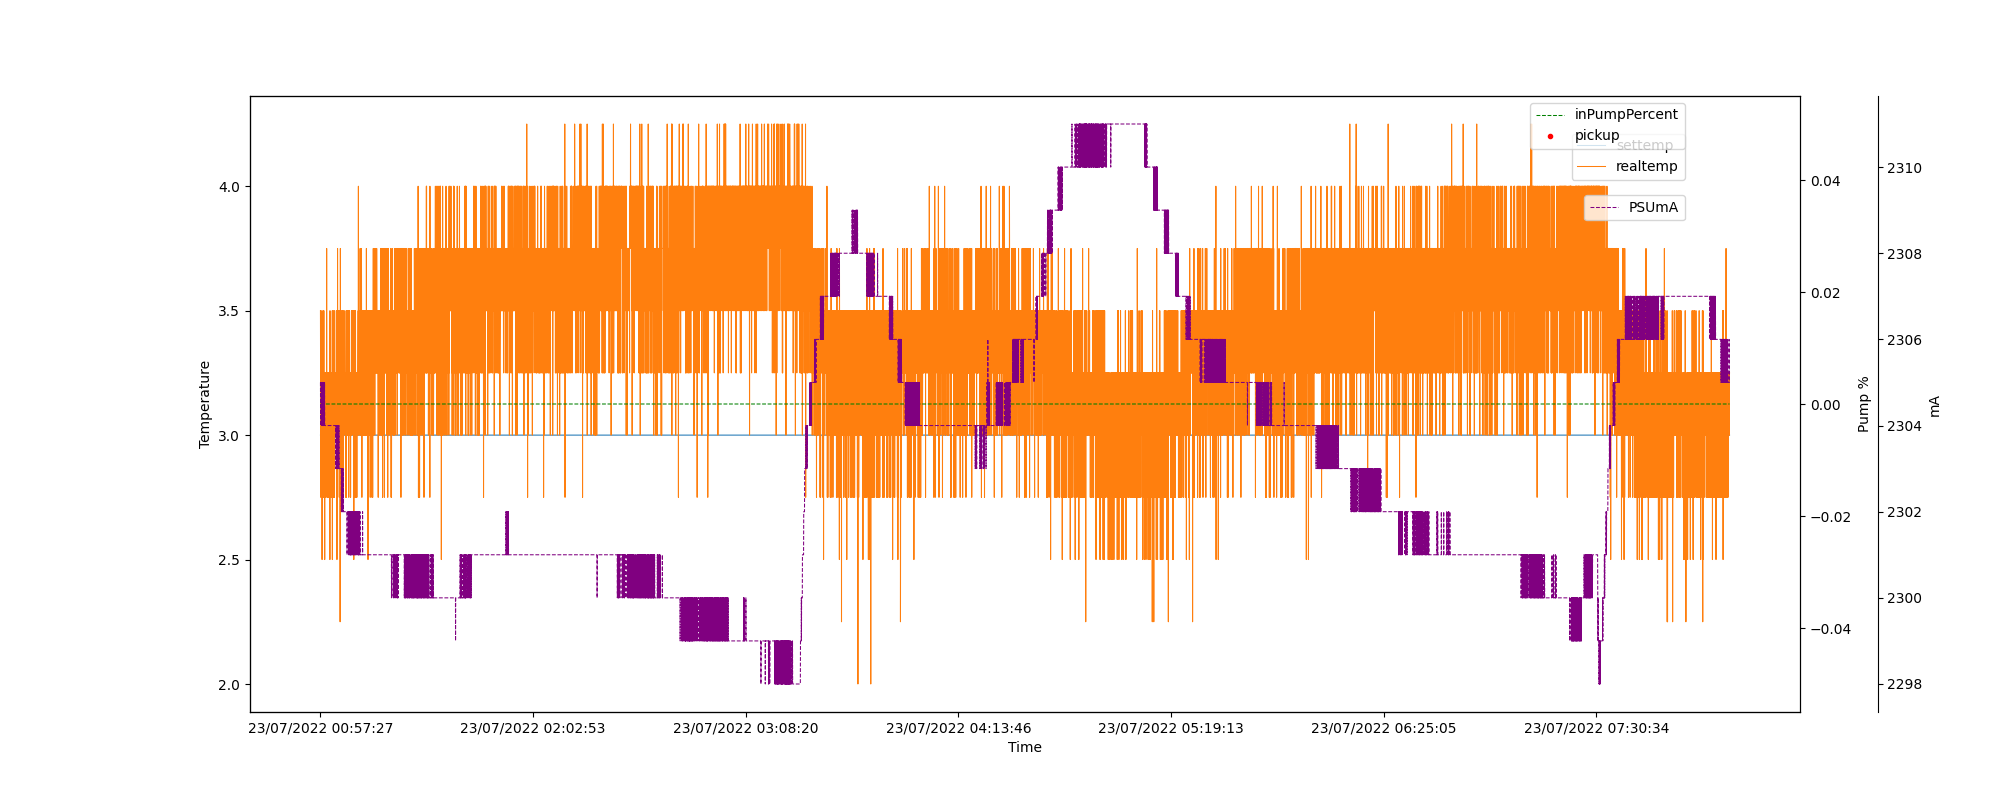 inPumpPercent
pickup
settemp
realtemp
PSUmA
4.0
3.5
3.0
2.5
2.0
Temperature
0.04
0.02
0.00
−0.02
−0.04
Pump %
2310
2308
2306
2304
2302
2300
2298
mA
23/07/2022 00:57:27
23/07/2022 02:02:53
23/07/2022 03:08:20
23/07/2022 04:13:46
23/07/2022 05:19:13
23/07/2022 06:25:05
23/07/2022 07:30:34
Time